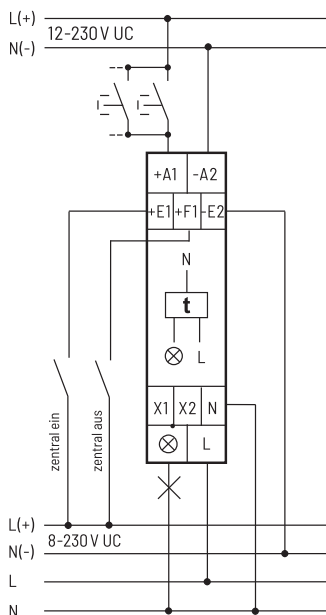 L(+)
12-230 V UC
N(-)
+A1 -A2
+E1 +F1 -E2
N
t
L
X1 X2 N
L
zentral ein
zentral aus
L(+)
8-230 V UC
N(-)
L
N